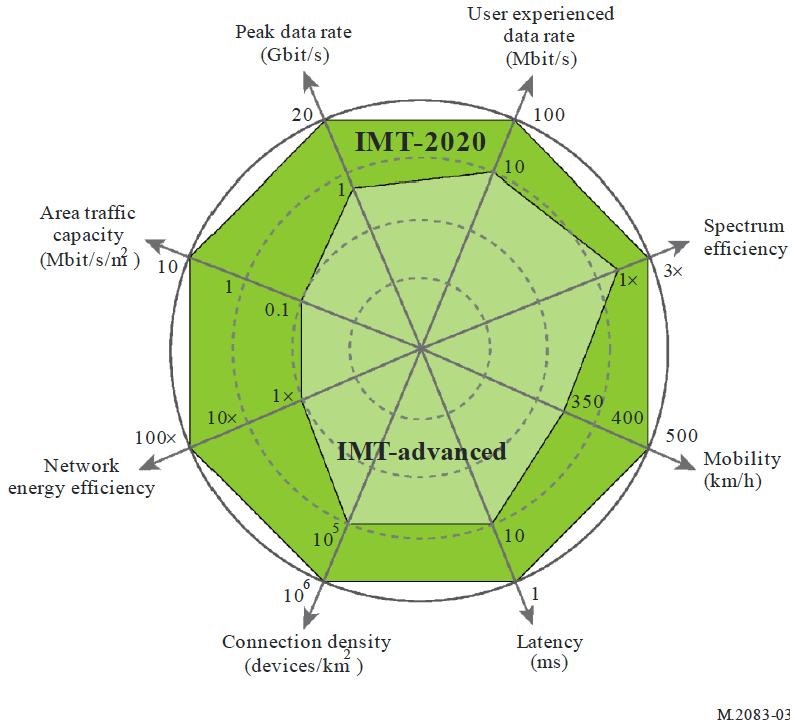 User experienced
data rate
(Mbit/s)
Peak data rate
(Gbit/s)
20
100
IMT-2020
1
10
Area traffic
capacity
(Mbit/s/m² )
10
1
0.1
Spectrum
efficiency
3×
1×
1×
10×
100×
Network
energy efficiency
350
400
500
Mobility
(km/h)
IMT-advanced
10⁵
10⁶
10
1
Connection density
(devices/km² )
Latency
(ms)
M.2083-03